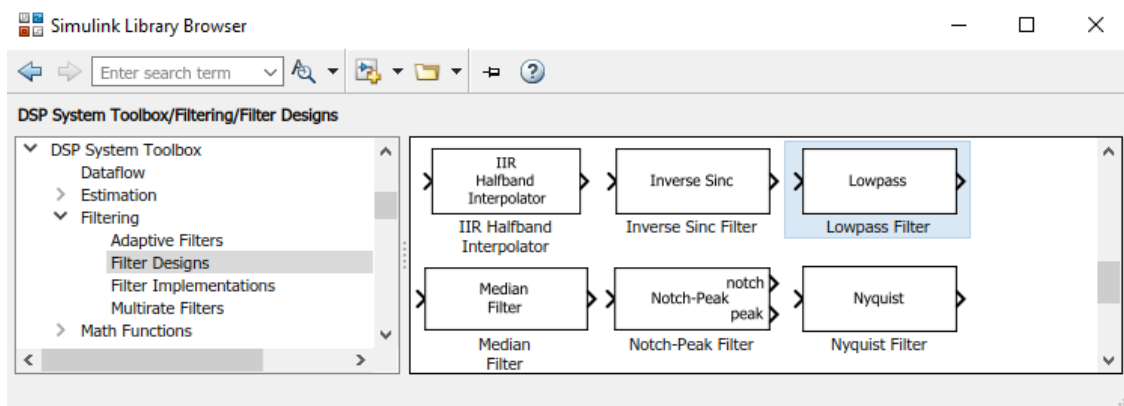 Simulink Library Browser
Enter search term
DSP System Toolbox/Filtering/Filter Designs
DSP System Toolbox
Dataflow
Estimation
Filtering
Adaptive Filters
Filter Designs
Filter Implementations
Multirate Filters
Math Functions
IIR
Halfband
Interpolator
IIR Halfband
Interpolator
Inverse Sinc
Inverse Sinc Filter
Lowpass
Lowpass Filter
Median
Filter
Median
Filter
Notch-Peak
notch
peak
Notch-Peak Filter
Nyquist
Nyquist Filter